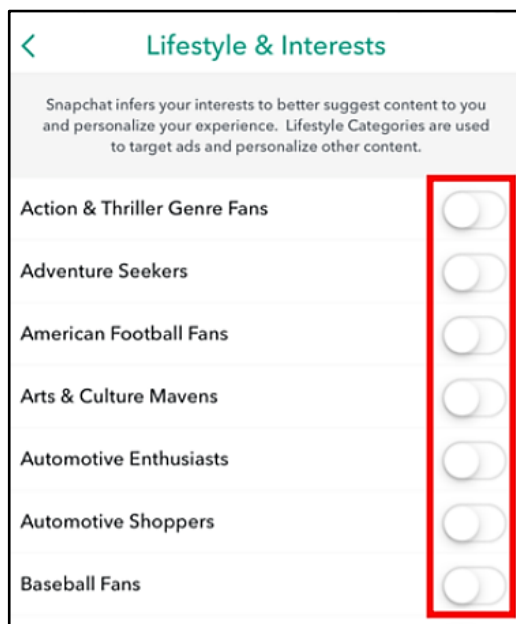 Lifestyle & Interests
Snapchat infers your interests to better suggest content to you
and personalize your experience. Lifestyle Categories are used
to target ads and personalize other content.
Action & Thriller Genre Fans
Adventure Seekers
American Football Fans
Arts & Culture Mavens
Automotive Enthusiasts
Automotive Shoppers
Baseball Fans